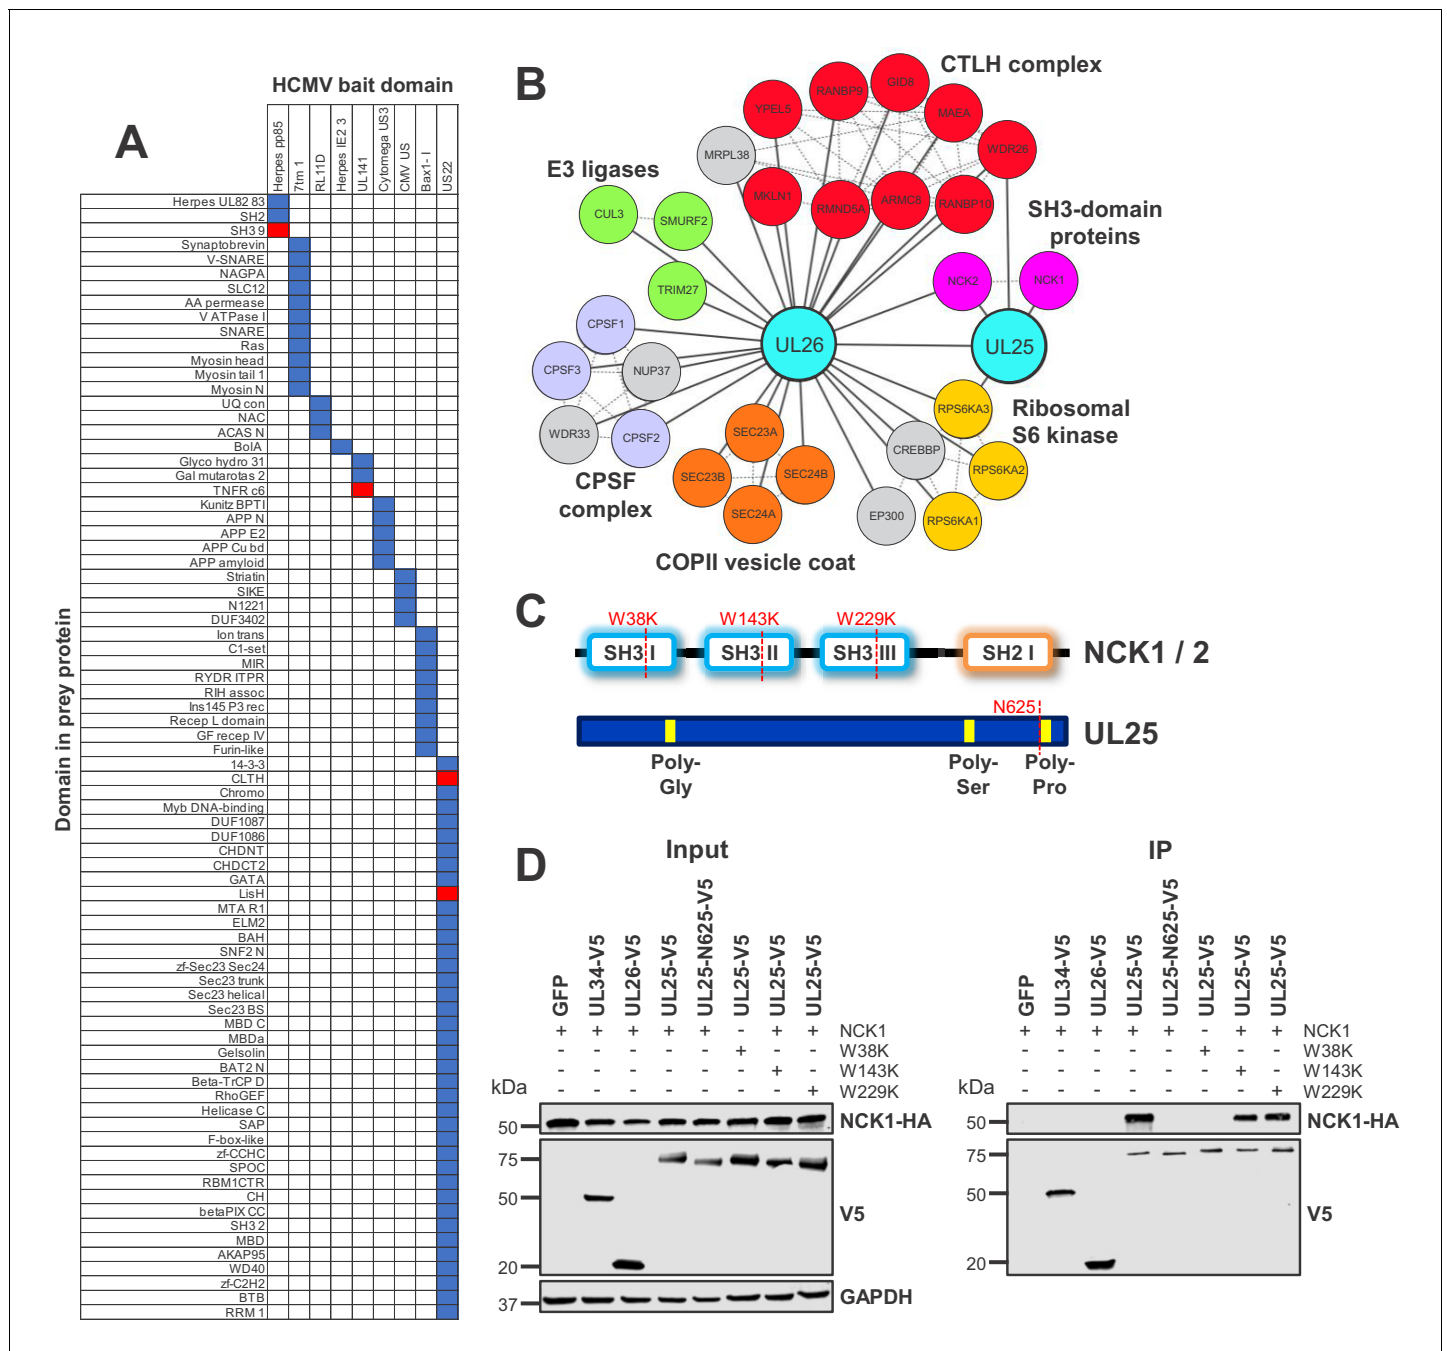 A
HCMV bait domain
Herpes pp85
7tm 1
RL11D
Herpes IE2 3
UL141
Cytomega US3
CMV US
Bax1- I
US22
Domain in prey protein
Herpes UL82 83
SH2
SH3 9
Synaptobrevin
V-SNARE
NAGPA
SLC12
AA permease
V ATPase I
SNARE
Ras
Myosin head
Myosin tail 1
Myosin N
UQ con
NAC
ACAS N
BolA
Glyco hydro 31
Gal mutarotas 2
TNFR c6
Kunitz BPTI
APP N
APP E2
APP Cu bd
APP amyloid
Striatin
SIKE
N1221
DUF3402
Ion trans
C1-set
MIR
RYDR ITPR
RIH assoc
Ins145 P3 rec
Recep L domain
GF recep IV
Furin-like
14-3-3
CLTH
Chromo
Myb DNA-binding
DUF1087
DUF1086
CHDNT
CHDCT2
GATA
LisH
MTA R1
ELM2
BAH
SNF2 N
zf-Sec23 Sec24
Sec23 trunk
Sec23 helical
Sec23 BS
MBD C
MBDa
Gelsolin
BAT2 N
Beta-TrCP D
RhoGEF
Helicase C
SAP
F-box-like
zf-CCHC
SPOC
RBM1CTR
CH
betaPIX CC
SH3 2
MBD
AKAP95
WD40
zf-C2H2
BTB
RRM 1
B
CTLH complex
YPEL5
RANBP9
GID8
MAEA
WDR26
MRPL38
MKLN1
RMND5A
ARMC8
RANBP10
E3 ligases
CUL3
SMURF2
TRIM27
SH3-domain
proteins
NCK2
NCK1
UL26
UL25
CPSF1
CPSF3
NUP37
WDR33
CPSF2
CPSF
complex
SEC23A
SEC23B
SEC24B
SEC24A
COPII vesicle coat
RPS6KA3
CREBBP
RPS6KA2
EP300
RPS6KA1
Ribosomal
S6 kinase
C
W38K W143K W229K
SH3 I SH3 II SH3 III SH2 I NCK1 / 2
N625
UL25
Poly-
Gly
Poly-
Ser
Poly-
Pro
D
Input
GFP
UL34-V5
UL26-V5
UL25-V5
UL25-N625-V5
UL25-V5
UL25-V5
UL25-V5
+ + + + + - + + NCK1
- - - - - + - - W38K
- - - - - - + - W143K
- - - - - - - + W229K
kDa
50 NCK1-HA
75
50
20
V5
37 GAPDH
IP
GFP
UL34-V5
UL26-V5
UL25-V5
UL25-N625-V5
UL25-V5
UL25-V5
UL25-V5
+ + + + + - + + NCK1
- - - - - + - - W38K
- - - - - - + - W143K
- - - - - - - + W229K
kDa
50 NCK1-HA
75
50
20
V5